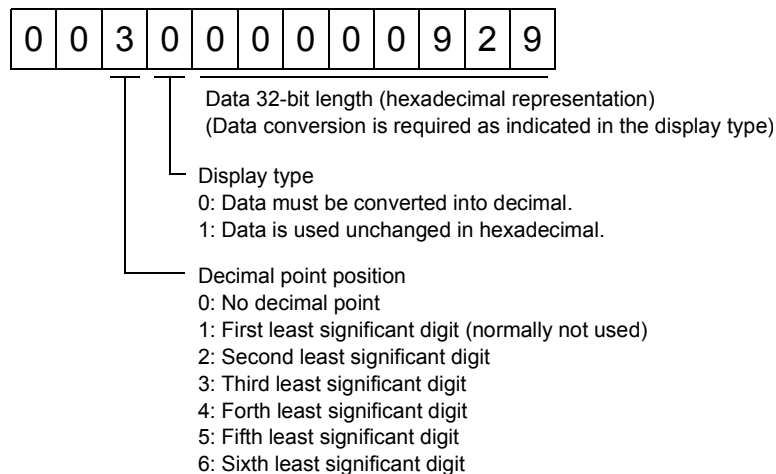 0 0 3 0 0 0 0 0 0 9 2 9
Data 32-bit length (hexadecimal representation)
(Data conversion is required as indicated in the display type)
Display type
0: Data must be converted into decimal.
1: Data is used unchanged in hexadecimal.
Decimal point position
0: No decimal point
1: First least significant digit (normally not used)
2: Second least significant digit
3: Third least significant digit
4: Forth least significant digit
5: Fifth least significant digit
6: Sixth least significant digit